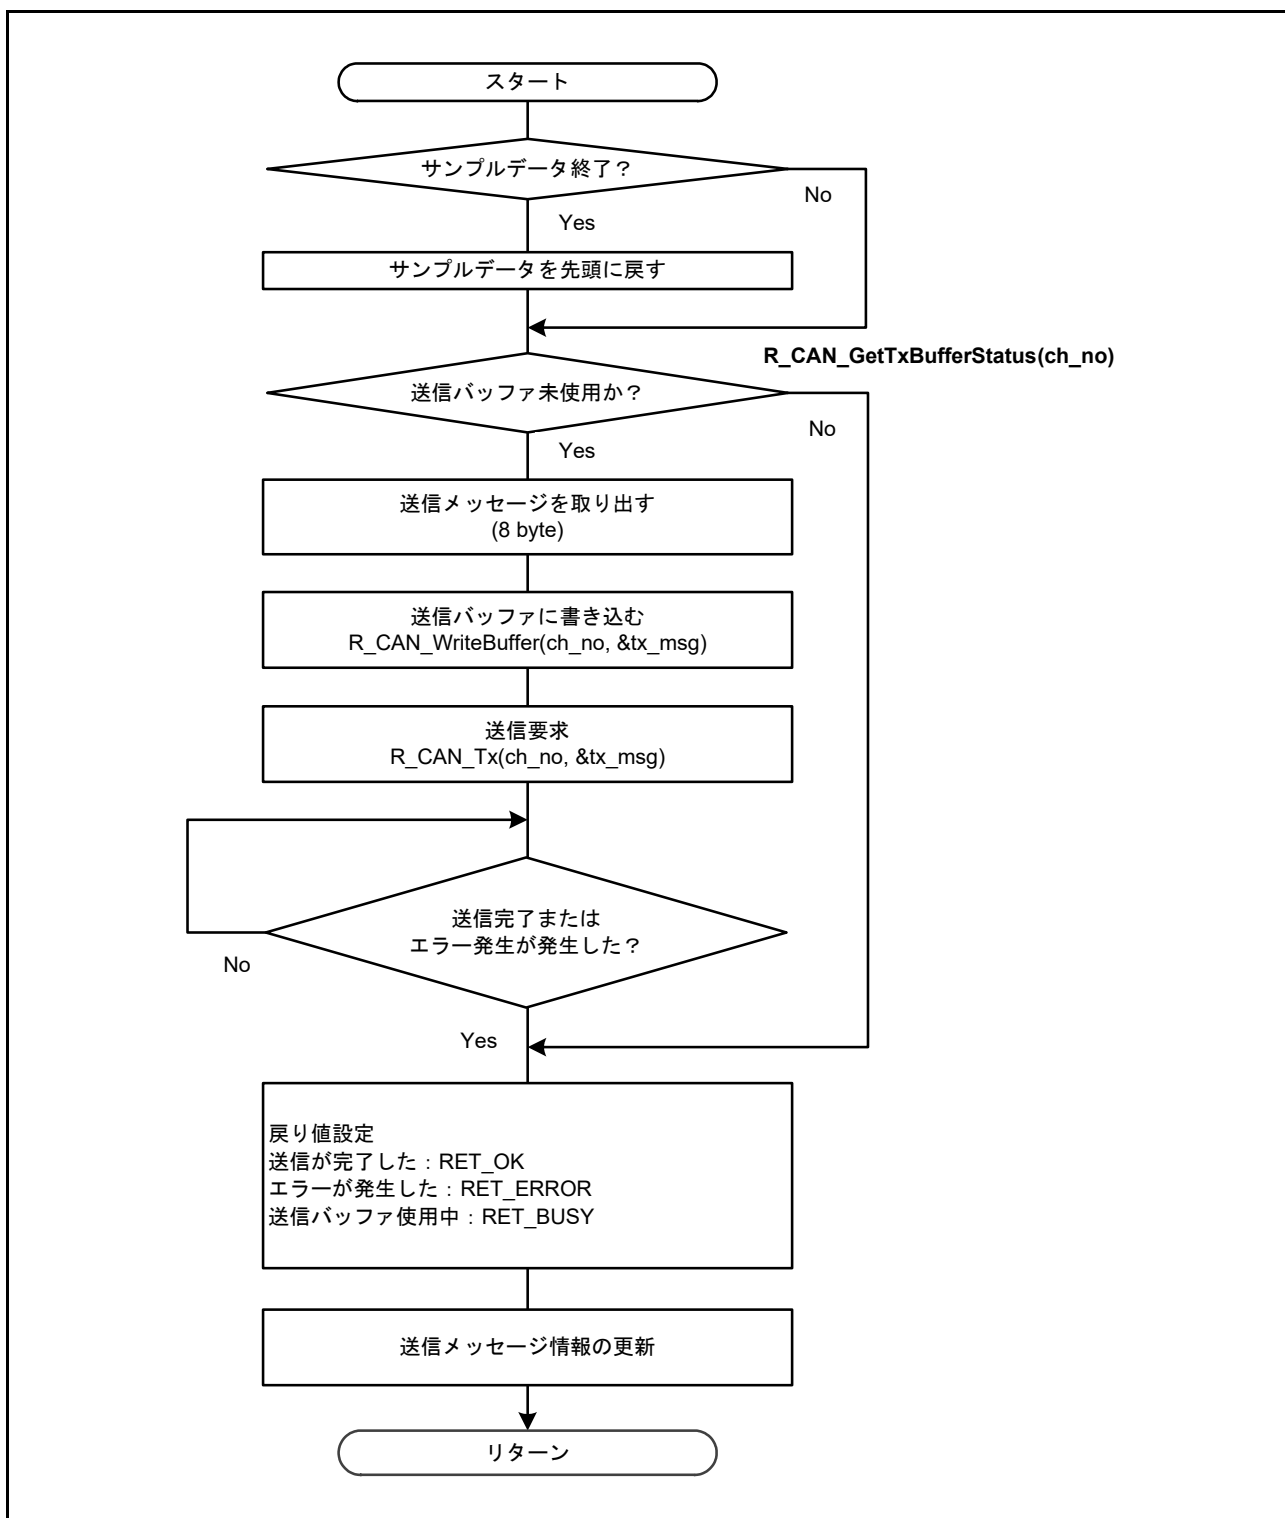 スタート
サンプルデータ終了？
No
Yes
サンプルデータを先頭に戻す
R_CAN_GetTxBufferStatus(ch_no)
送信バッファ未使用か？
No
Yes
送信メッセージを取り出す
(8 byte)
送信バッファに書き込む
R_CAN_WriteBuffer(ch_no, &tx_msg)
送信要求
R_CAN_Tx(ch_no, &tx_msg)
送信完了または
エラー発生が発生した？
No
Yes
戻り値設定
送信が完了した：RET_OK
エラーが発生した：RET_ERROR
送信バッファ使用中：RET_BUSY
送信メッセージ情報の更新
リターン